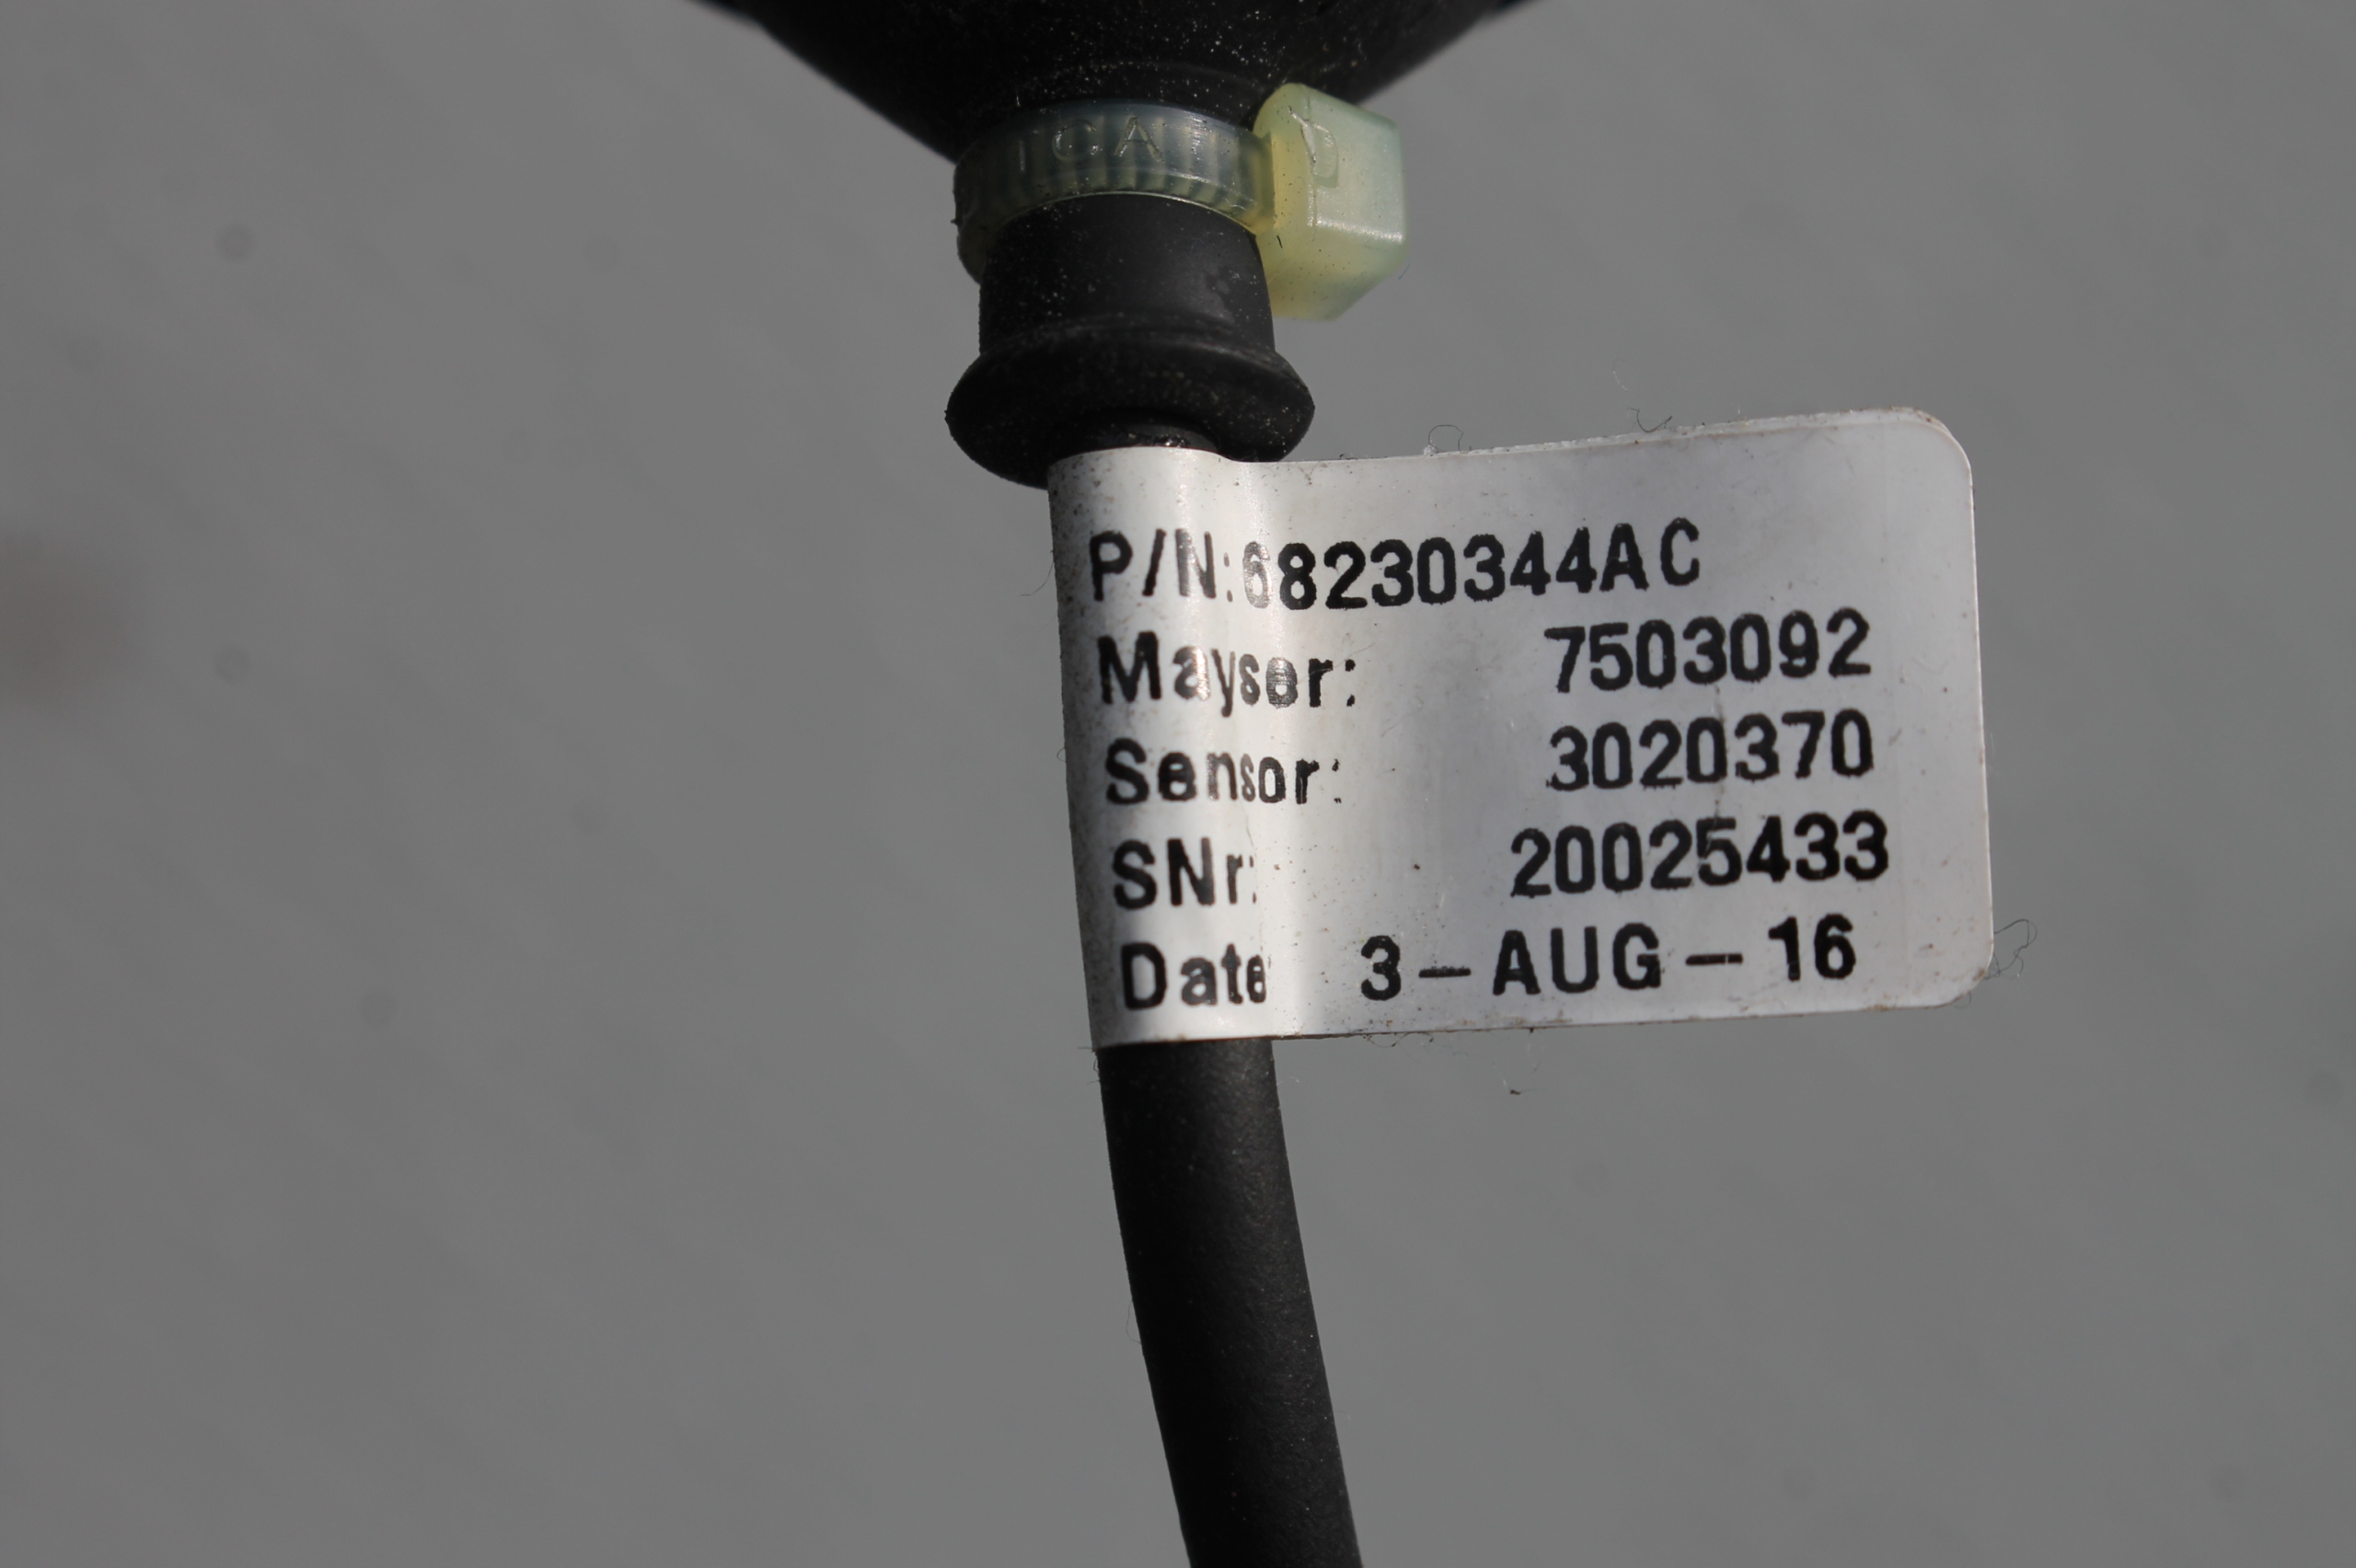 P/N:68230344AC
Mayser: 7503092
Sensor: 3020370
SNr: 20025433
Date 3-AUG-16